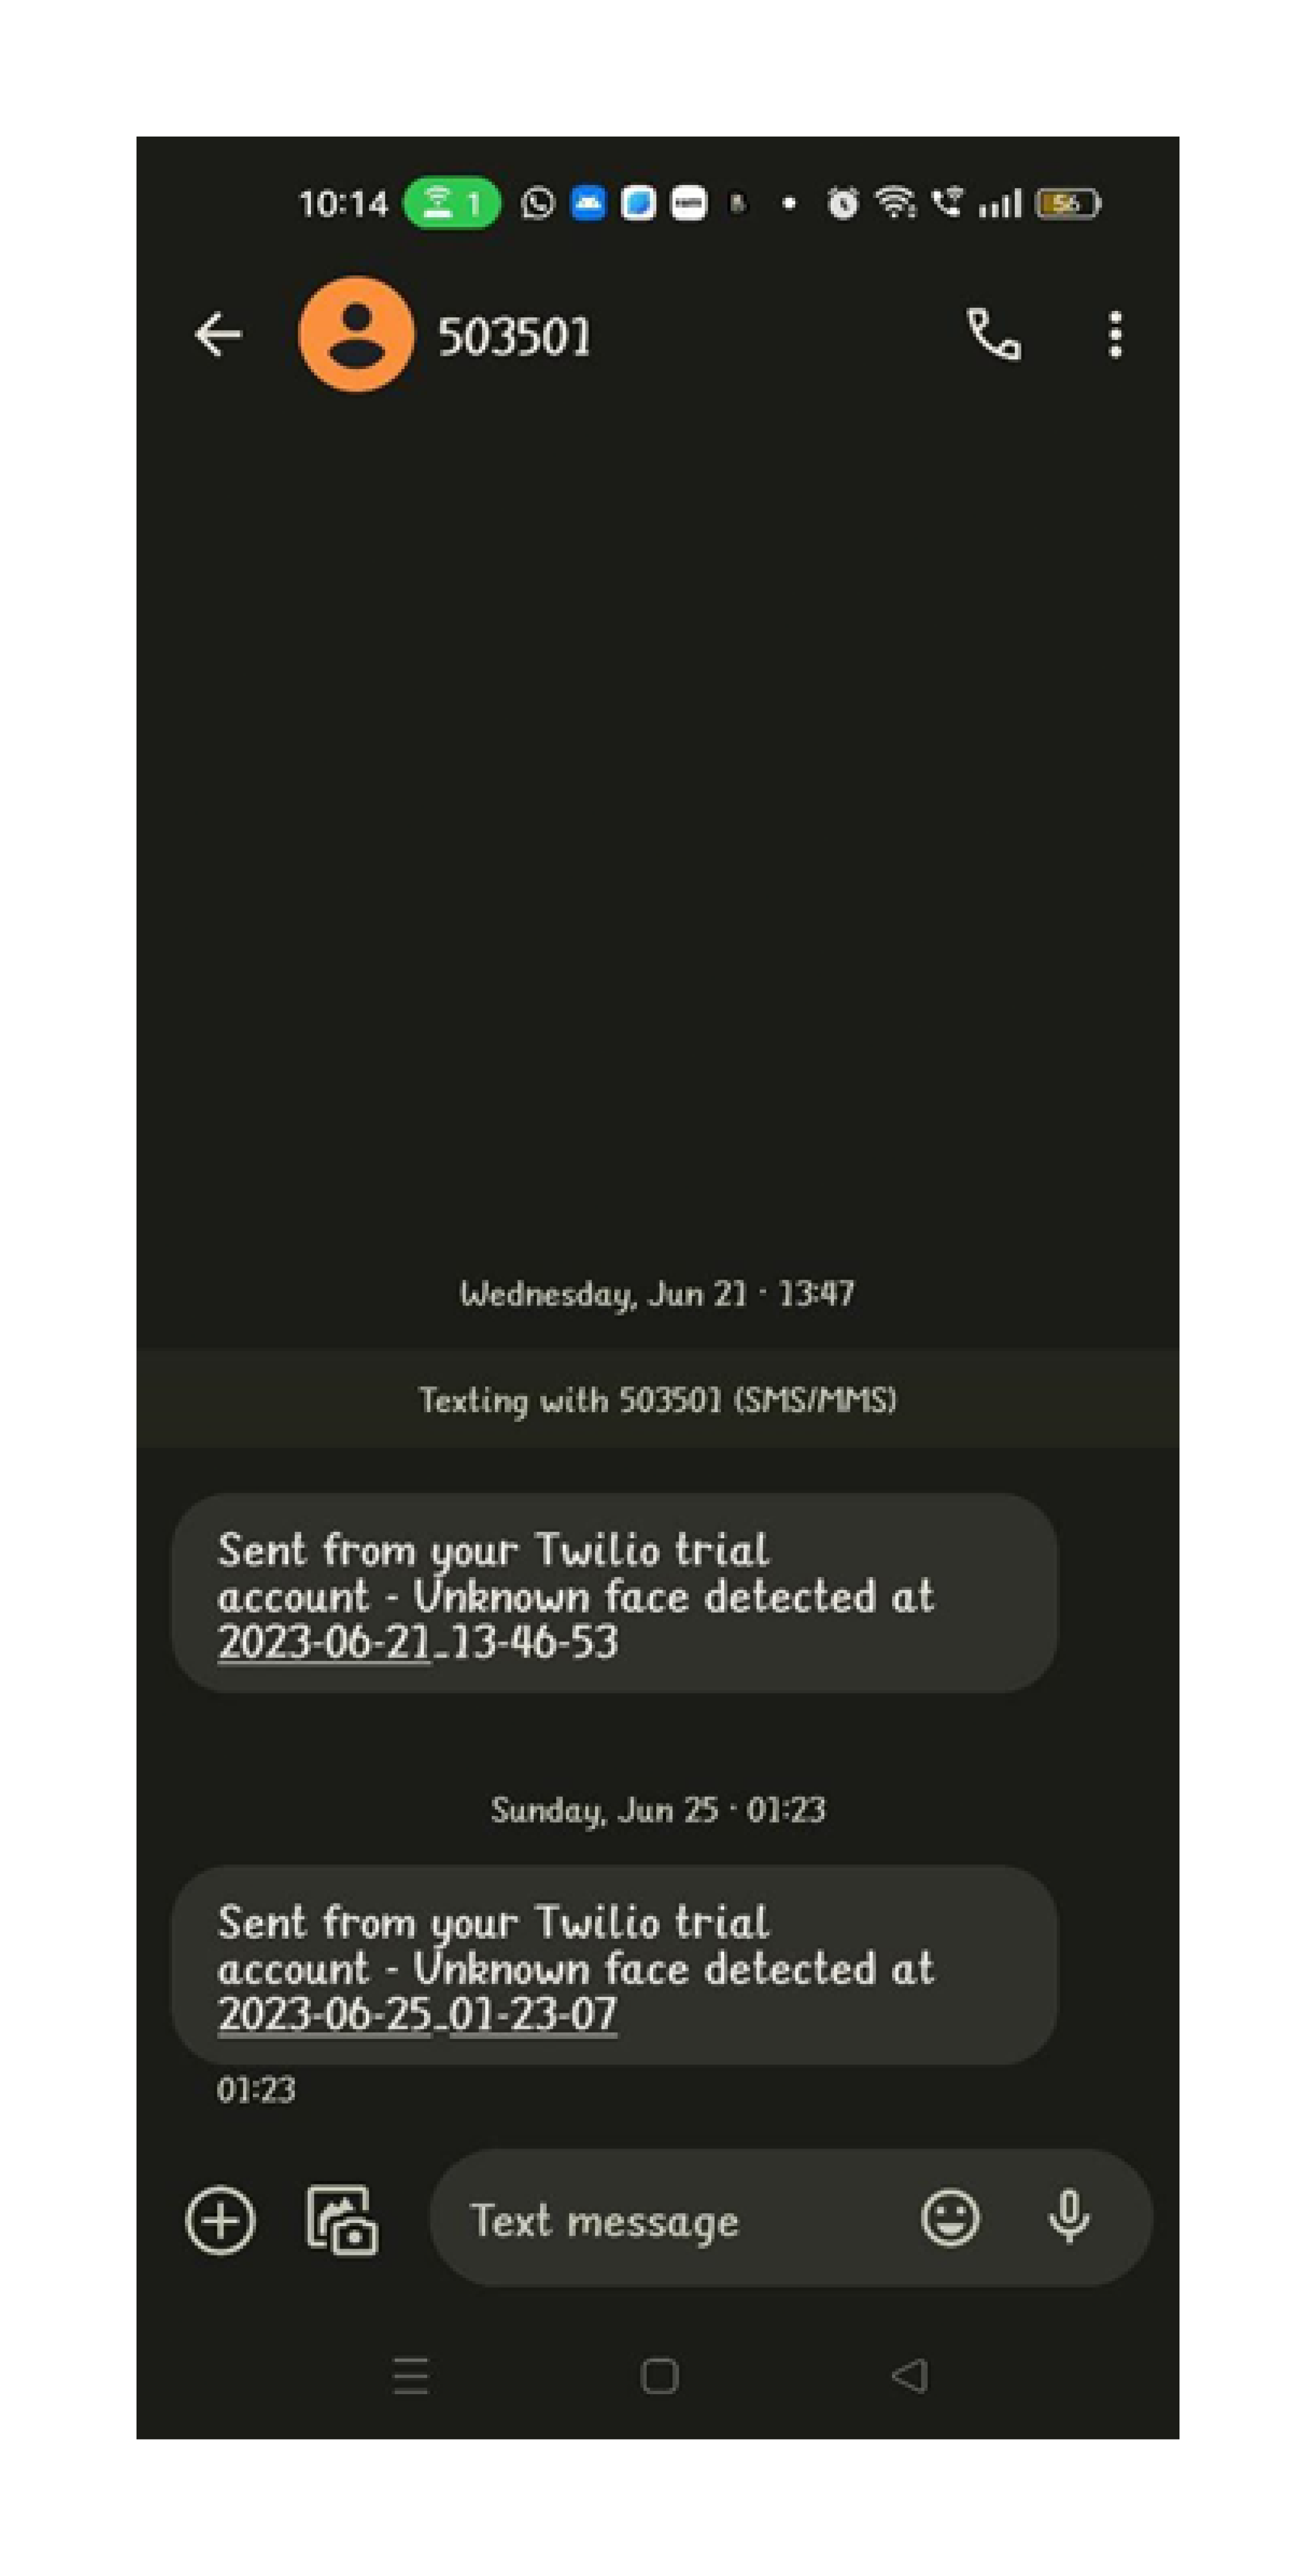 10:14 1 56
503501
Wednesday, Jun 21 · 13:47
Texting with 503501 (SMS/MMS)
Sent from your Twilio trial
account - Unknown face detected at
2023-06-21_13-46-53
Sunday, Jun 25 · 01:23
Sent from your Twilio trial
account - Unknown face detected at
2023-06-25_01-23-07
01:23
Text message